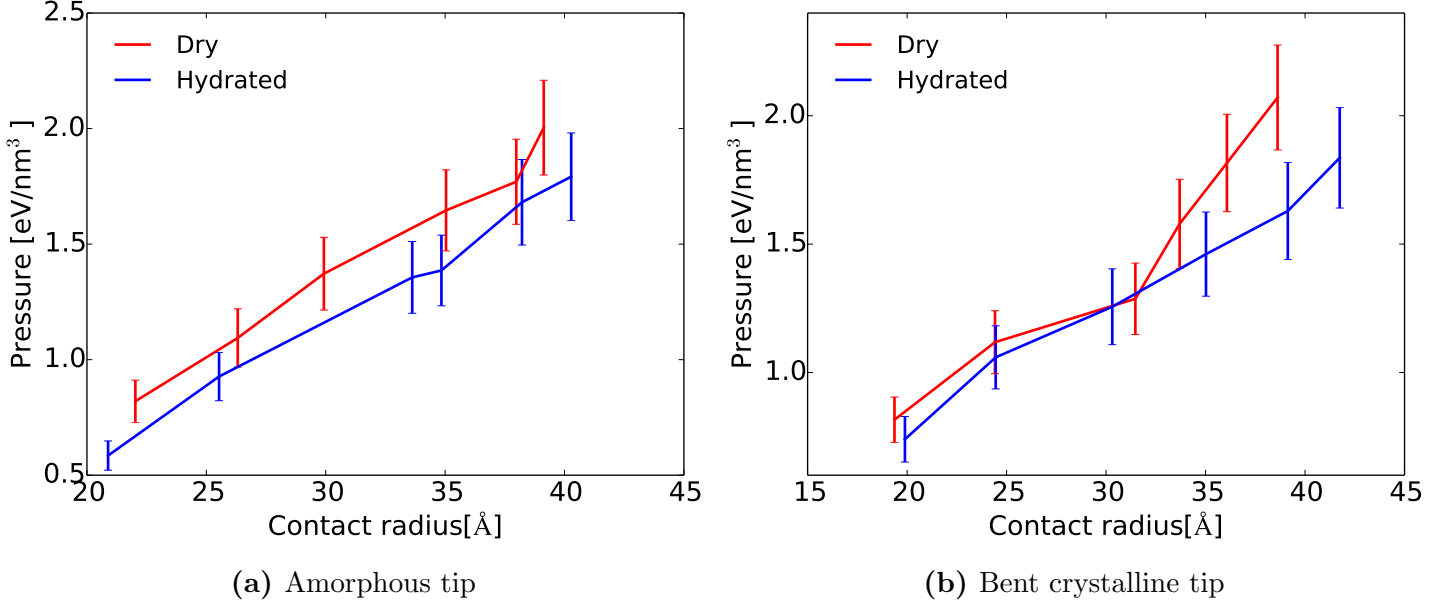 2.5
2.0
1.5
1.0
0.5
Pressure [eV/nm³ ]
Dry
Hydrated
20 25 30 35 40 45
Contact radius[Å]
(a) Amorphous tip
2.0
1.5
1.0
Pressure [eV/nm³ ]
Dry
Hydrated
15 20 25 30 35 40 45
Contact radius[Å]
(b) Bent crystalline tip